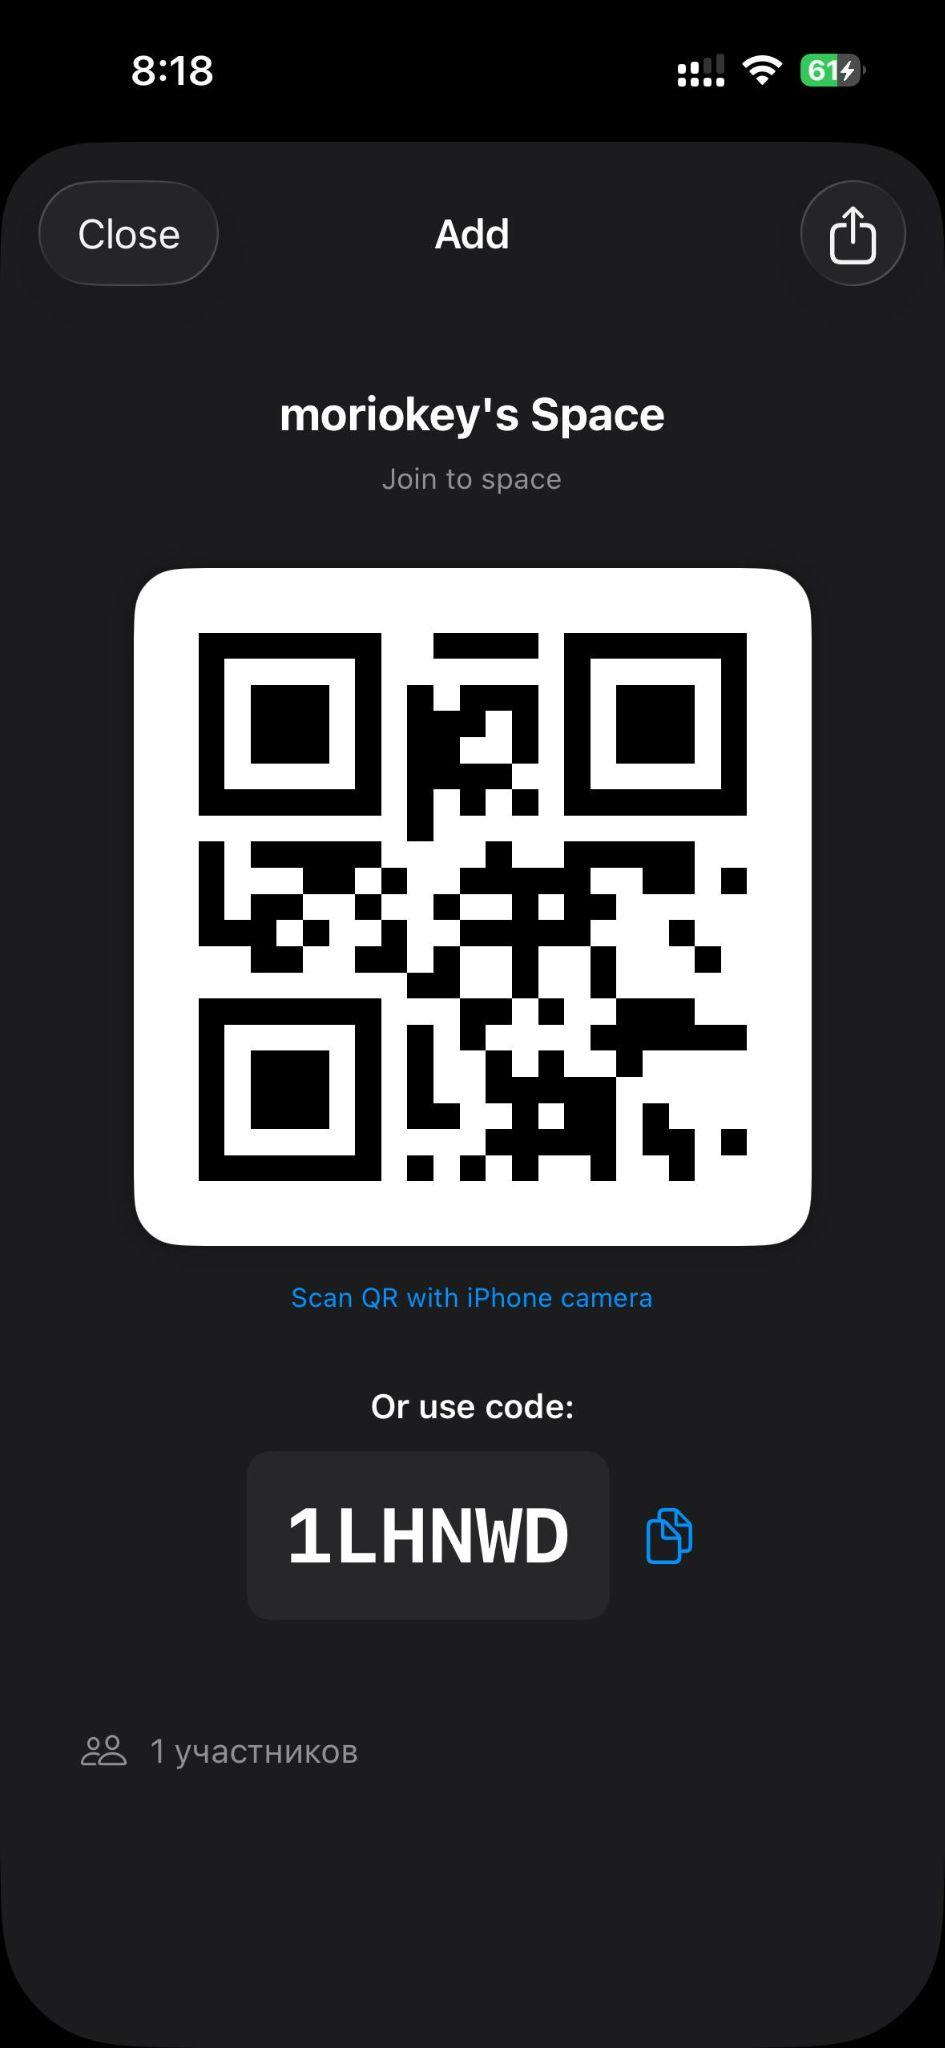 8:18
61
Close
Add
moriokey's Space
Join to space
Scan QR with iPhone camera
Or use code:
1LHNWD
1 участников